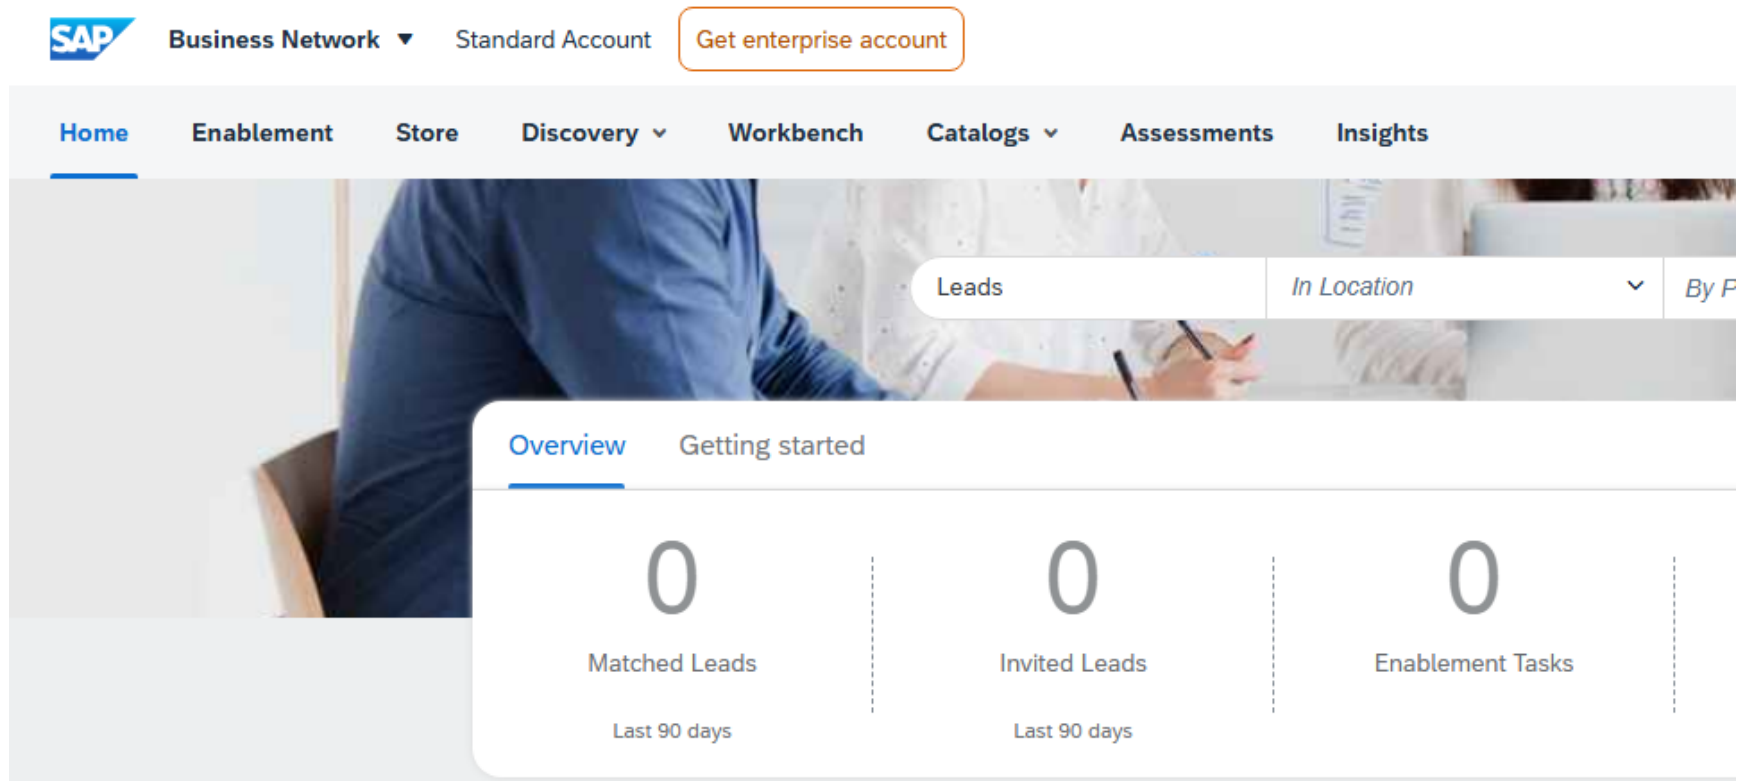 SAP Business Network Standard Account Get enterprise account
Home Enablement Store Discovery Workbench Catalogs Assessments Insights
Leads In Location By P
Overview Getting started
0 0 0
Matched Leads Invited Leads Enablement Tasks
Last 90 days Last 90 days